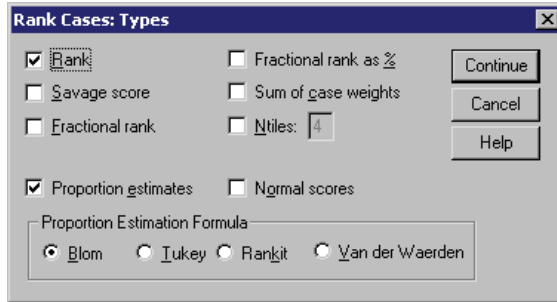 Rank Cases: Types
Rank
Fractional rank as %
Continue
Savage score
Sum of case weights
Cancel
Fractional rank
Ntiles: 4
Help
Proportion estimates
Normal scores
Proportion Estimation Formula
Blom Tukey Rankit Van der Waerden